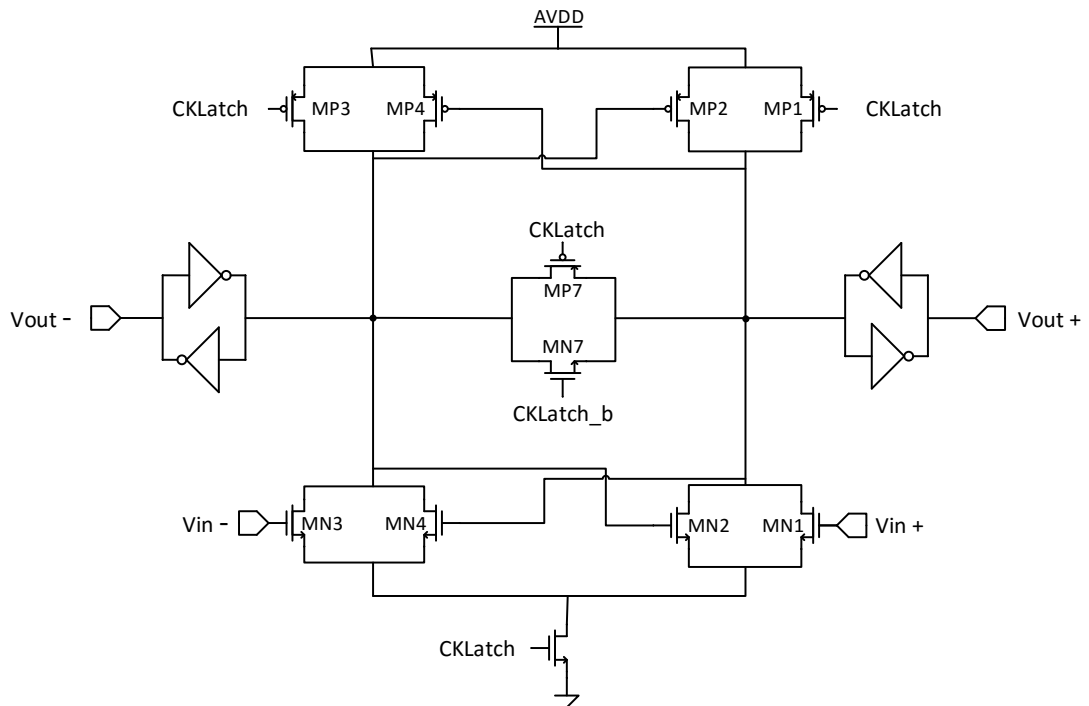 AVDD
CKLatch MP3 MP4 MP2 MP1 CKLatch
CKLatch
MP7
Vout - Vout +
MN7
CKLatch_b
Vin - MN3 MN4 MN2 MN1 Vin +
CKLatch